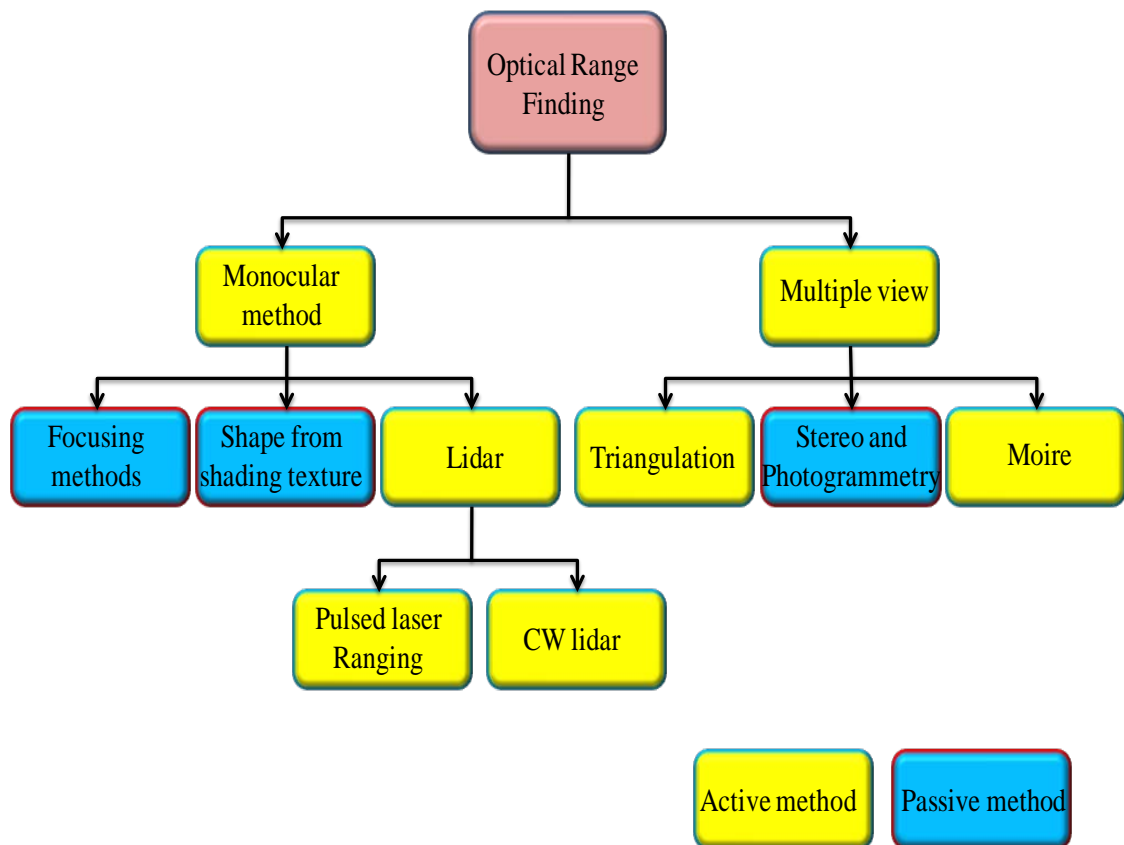 Optical Range
Finding
Monocular
method
Multiple view
Focusing
methods
Shape from
shading texture
Lidar
Triangulation
Stereo and
Photogrammetry
Moire
Pulsed laser
Ranging
CW lidar
Active method
Passive method